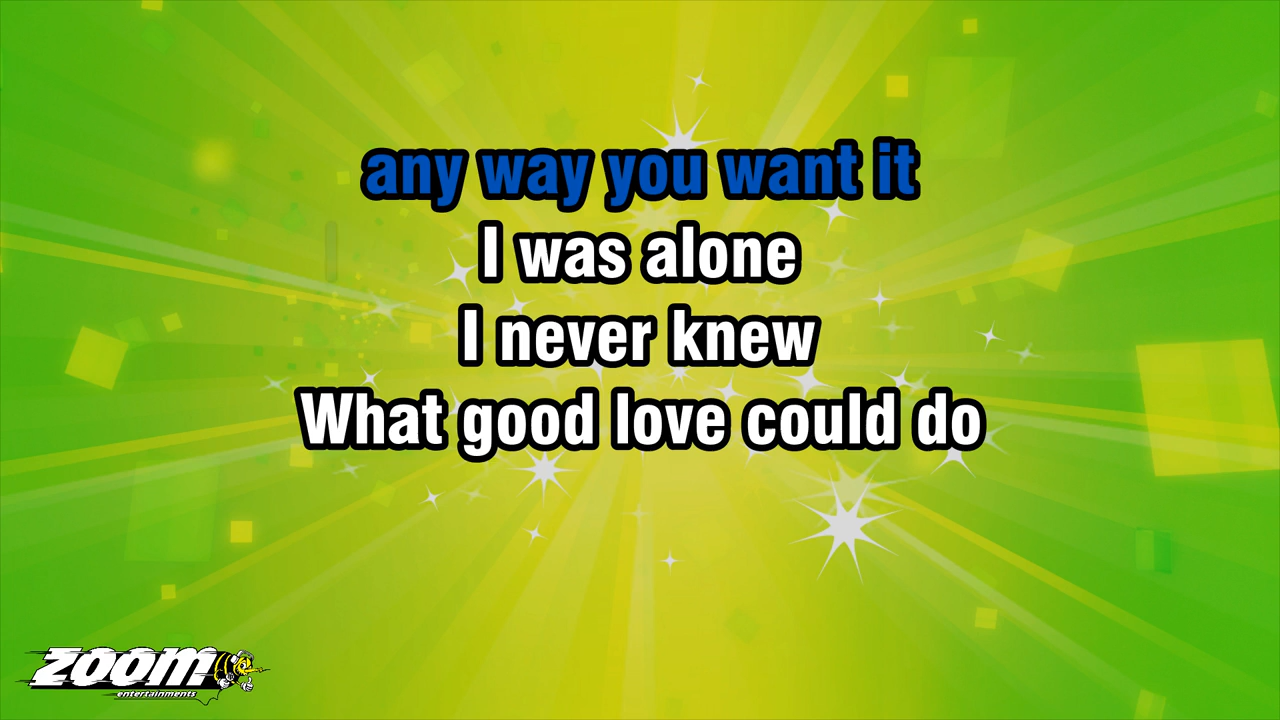 any way you want it
I was alone
I never knew
What good love could do
zoom
entertainments